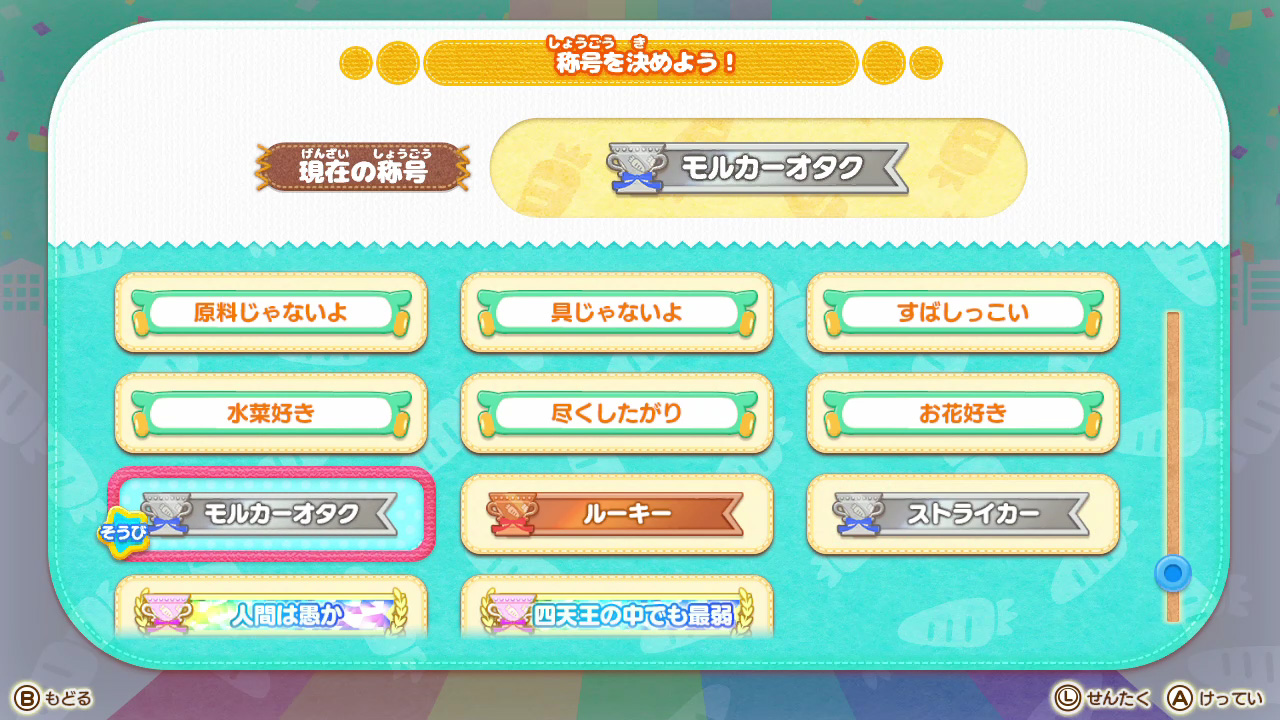 しょうごう き
称号を決めよう！
げんざい しょうごう
現在の称号
モルカーオタク
原料じゃないよ
具じゃないよ
すばしっこい
水菜好き
尽くしたがり
お花好き
そうび
モルカーオタク
ルーキー
ストライカー
人間は愚か
四天王の中でも最弱
B もどる
L せんたく
A けってい